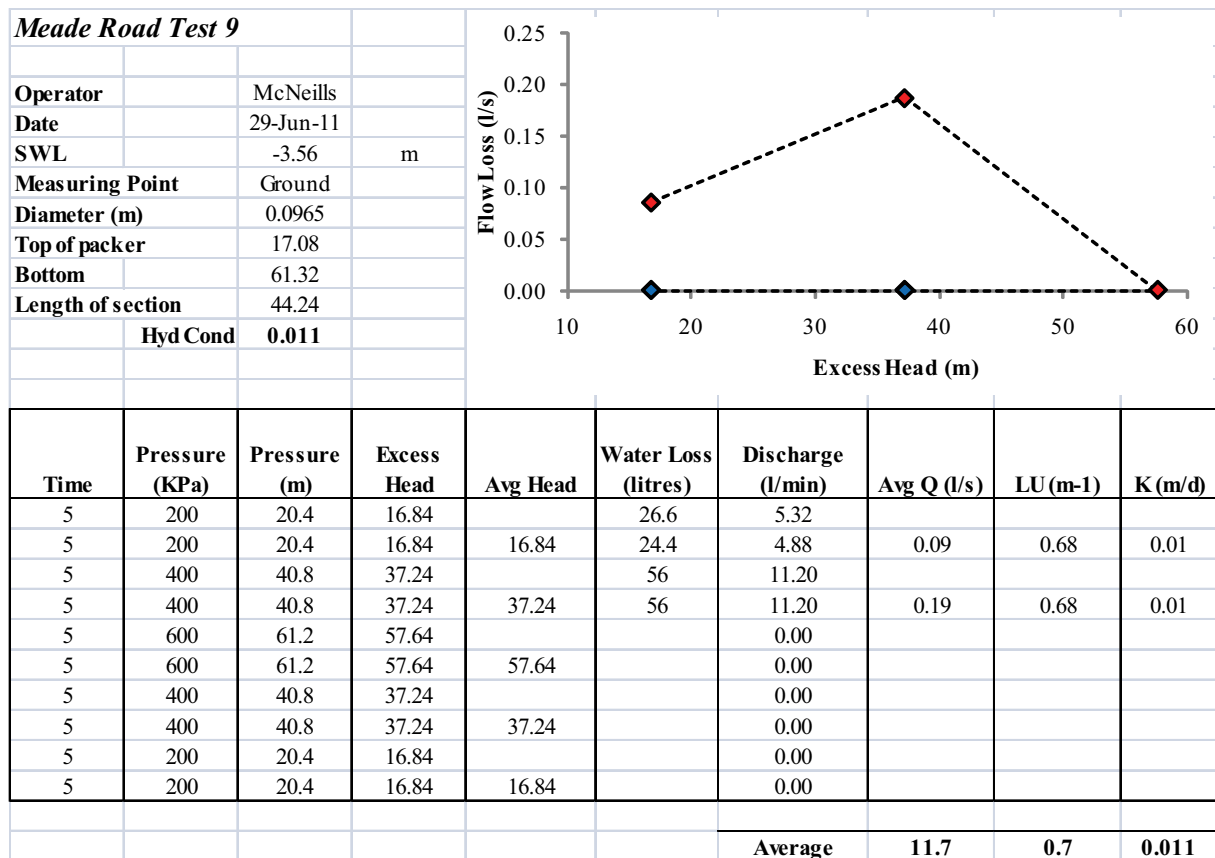 Meade Road Test 9
Operator McNeills
Date 29-Jun-11
SWL -3.56 m
Measuring Point Ground
Diameter (m) 0.0965
Top of packer 17.08
Bottom 61.32
Length of section 44.24
Hyd Cond 0.011
Flow Loss (l/s)
0.25
0.20
0.15
0.10
0.05
0.00
10 20 30 40 50 60
Excess Head (m)
Time Pressure (KPa) Pressure (m) Excess Head Avg Head Water Loss (litres) Discharge (l/min) Avg Q (l/s) LU (m-1) K (m/d)
5 200 20.4 16.84 26.6 5.32
5 200 20.4 16.84 16.84 24.4 4.88 0.09 0.68 0.01
5 400 40.8 37.24 56 11.20
5 400 40.8 37.24 37.24 56 11.20 0.19 0.68 0.01
5 600 61.2 57.64 0.00
5 600 61.2 57.64 57.64 0.00
5 400 40.8 37.24 0.00
5 400 40.8 37.24 37.24 0.00
5 200 20.4 16.84 0.00
5 200 20.4 16.84 16.84 0.00
Average 11.7 0.7 0.011